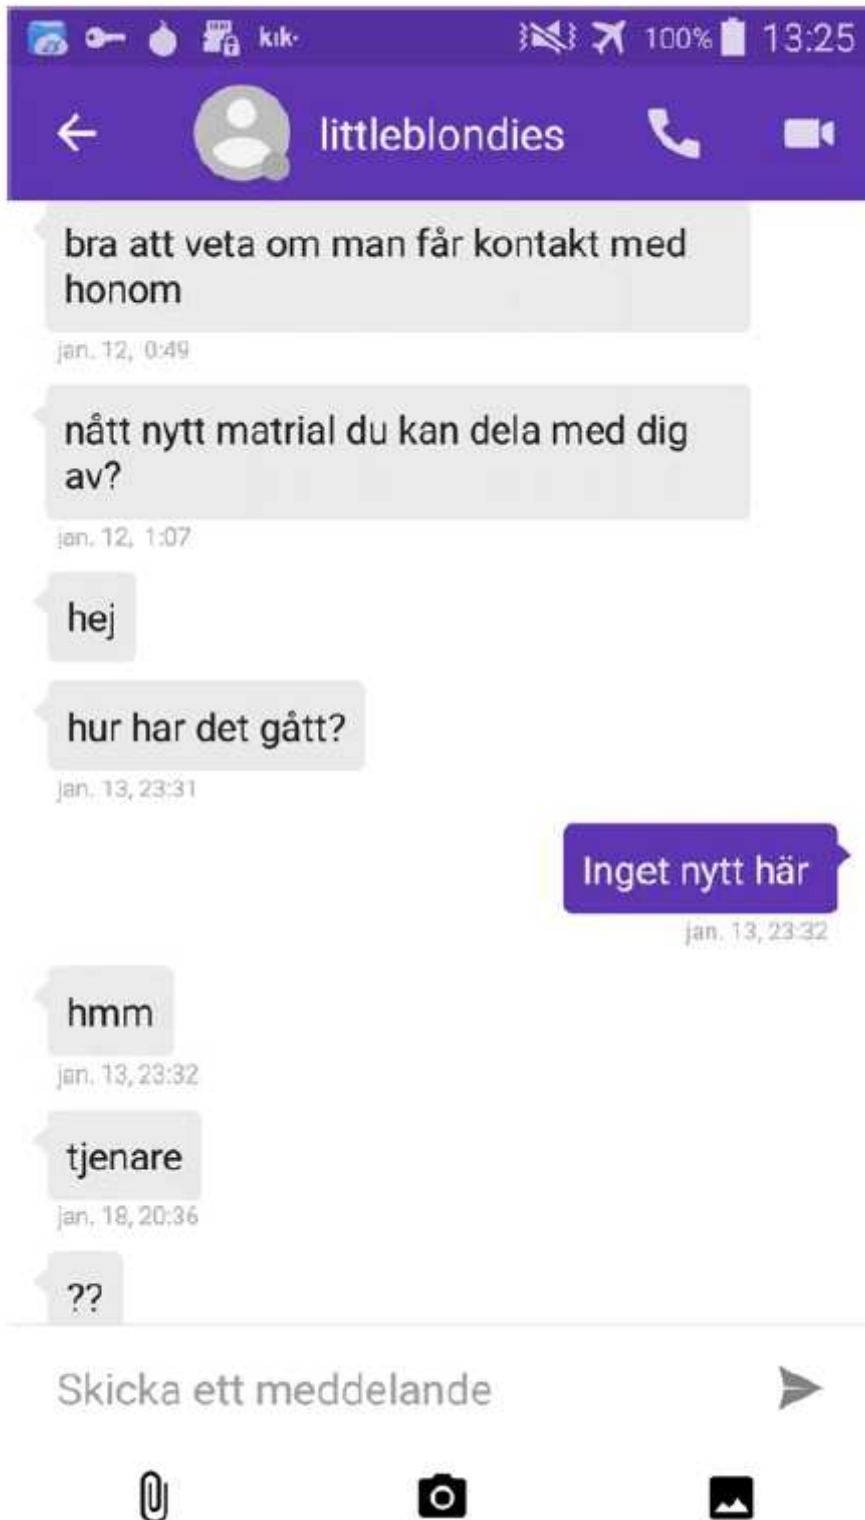 kik·
100%
13:25
littleblondies
bra att veta om man får kontakt med
honom
jan. 12, 0:49
nått nytt matrial du kan dela med dig
av?
jan. 12, 1:07
hej
hur har det gått?
jan. 13, 23:31
Inget nytt här
jan. 13, 23:32
hmm
jan. 13, 23:32
tjenare
jan. 18, 20:36
??
Skicka ett meddelande